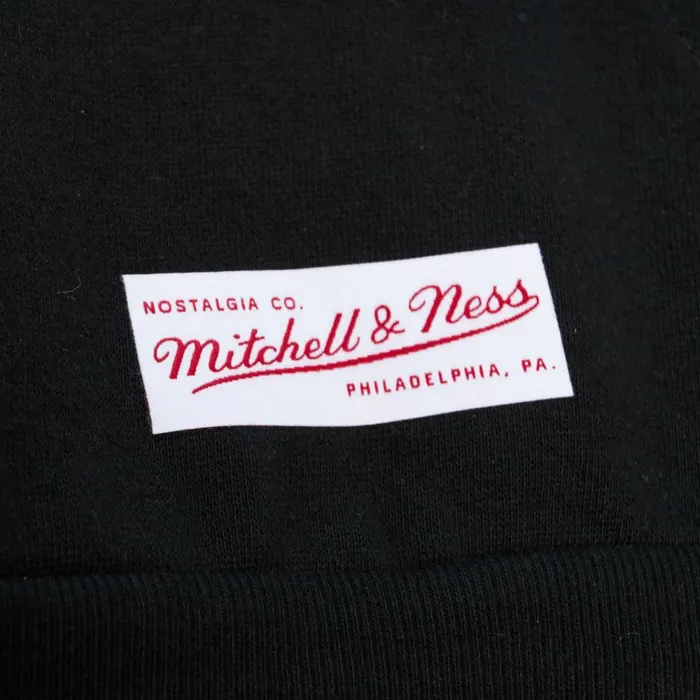 NOSTALGIA CO.
Mitchell & Ness
PHILADELPHIA, PA.